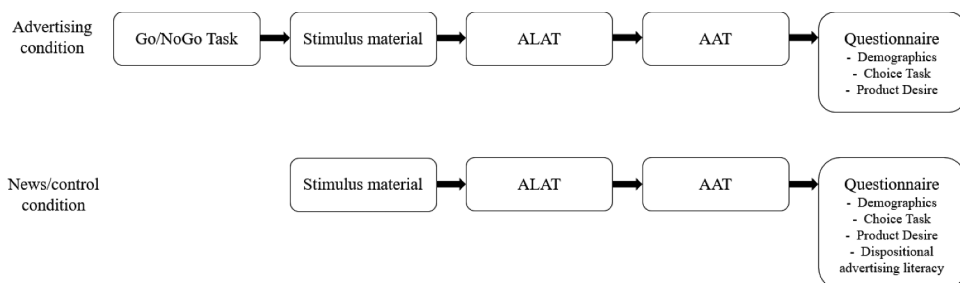 Advertising
condition
Go/NoGo Task
Stimulus material
ALAT
AAT
Questionnaire
- Demographics
- Choice Task
- Product Desire
News/control
condition
Stimulus material
ALAT
AAT
Questionnaire
- Demographics
- Choice Task
- Product Desire
- Dispositional
advertising literacy